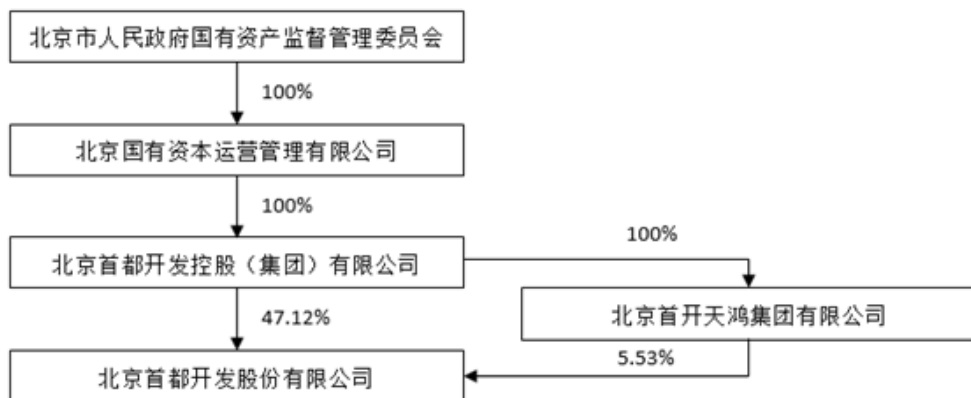 北京市人民政府国有资产监督管理委员会
100%
北京国有资本运营管理有限公司
100%
100%
北京首都开发控股（集团）有限公司
北京首开天鸿集团有限公司
47.12%
5.53%
北京首都开发股份有限公司